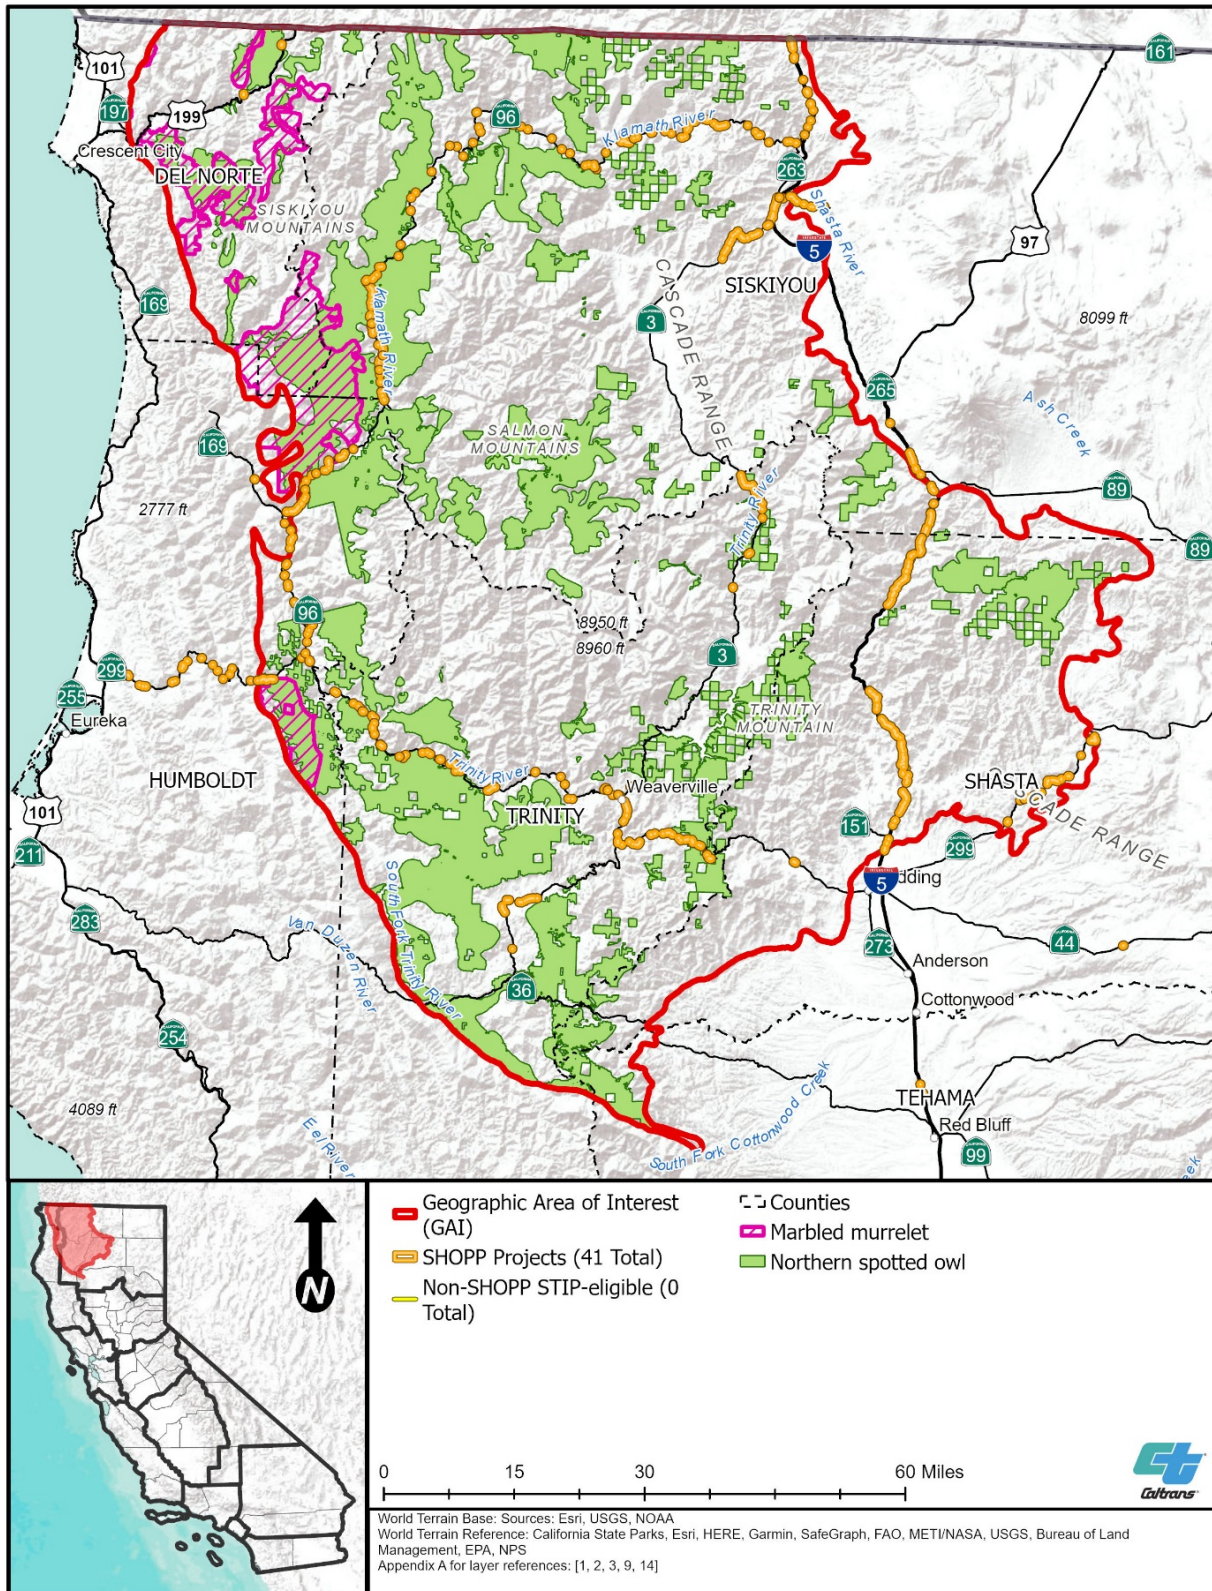 161
101
197
199
96
Klamath River
Crescent City
DEL NORTE
263
SISKIYOU
MOUNTAINS
Shasta River
97
5
SISKIYOU
CASCADE RANGE
169
Klamath River
3
8099 ft
265
Ash Creek
169
SALMON
MOUNTAINS
Trinity River
89
2777 ft
89
96
8950 ft
8960 ft
3
299
255
Eureka
TRINITY
MOUNTAIN
HUMBOLDT
Trinity River
Weaverville
SHASTA
101
TRINITY
151
SCADE RANGE
211
299
5
dding
South Fork Trinity River
283
Van Duzen River
273
44
Anderson
36
Cottonwood
254
4089 ft
Eel River
South Fork Cottonwood Creek
TEHAMA
Red Bluff
99
eek
N
Geographic Area of Interest
(GAI)
SHOPP Projects (41 Total)
Non-SHOPP STIP-eligible (0
Total)
Counties
Marbled murrelet
Northern spotted owl
0 15 30 60 Miles
Caltrans
World Terrain Base: Sources: Esri, USGS, NOAA
World Terrain Reference: California State Parks, Esri, HERE, Garmin, SafeGraph, FAO, METI/NASA, USGS, Bureau of Land
Management, EPA, NPS
Appendix A for layer references: [1, 2, 3, 9, 14]